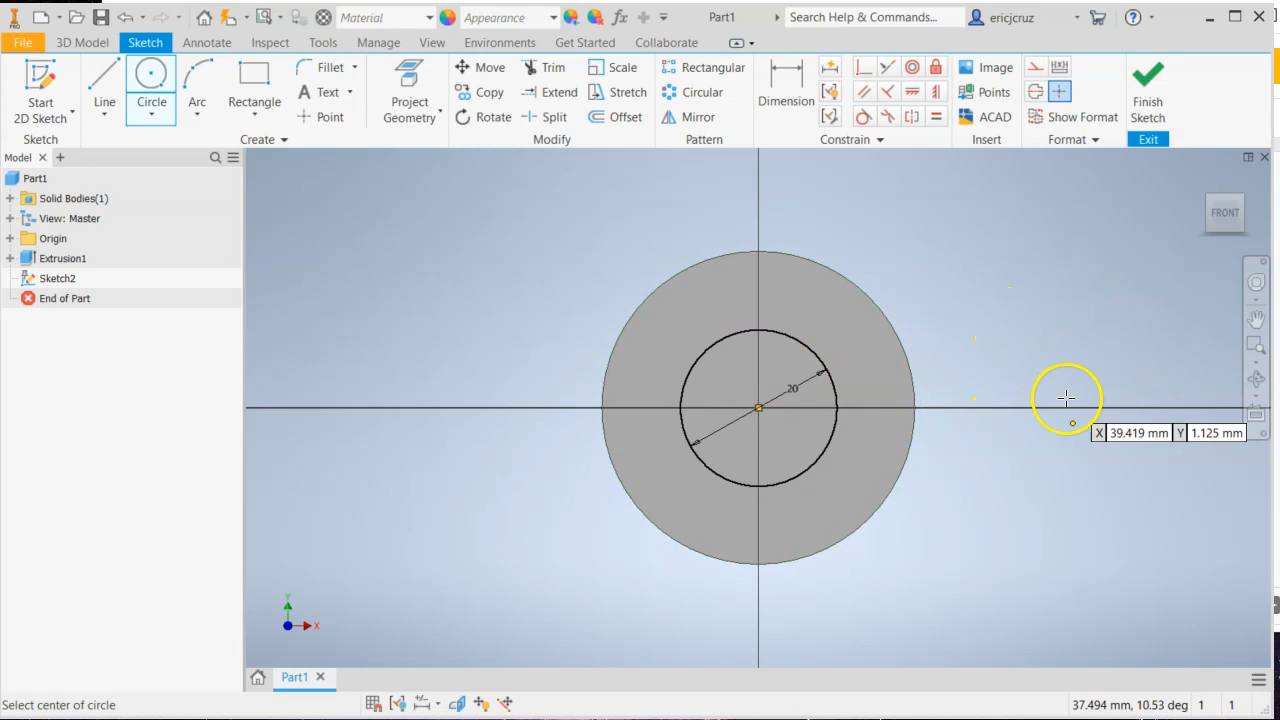 PRO
Material
Appearance
Part1
Search Help & Commands...
ericjcruz
File
3D Model
Sketch
Annotate
Inspect
Tools
Manage
View
Environments
Get Started
Collaborate
Start
2D Sketch
Line
Circle
Arc
Rectangle
Fillet
Text
Point
Project
Geometry
Move
Copy
Rotate
Trim
Extend
Split
Scale
Stretch
Offset
Rectangular
Circular
Mirror
Dimension
Image
Points
ACAD
Show Format
Finish
Sketch
Sketch
Create
Modify
Pattern
Constrain
Insert
Format
Exit
Model
Part1
Solid Bodies(1)
View: Master
Origin
Extrusion1
Sketch2
End of Part
FRONT
20
X 39.419 mm Y 1.125 mm
Y
X
Part1
Select center of circle
37.494 mm, 10.53 deg 1 1